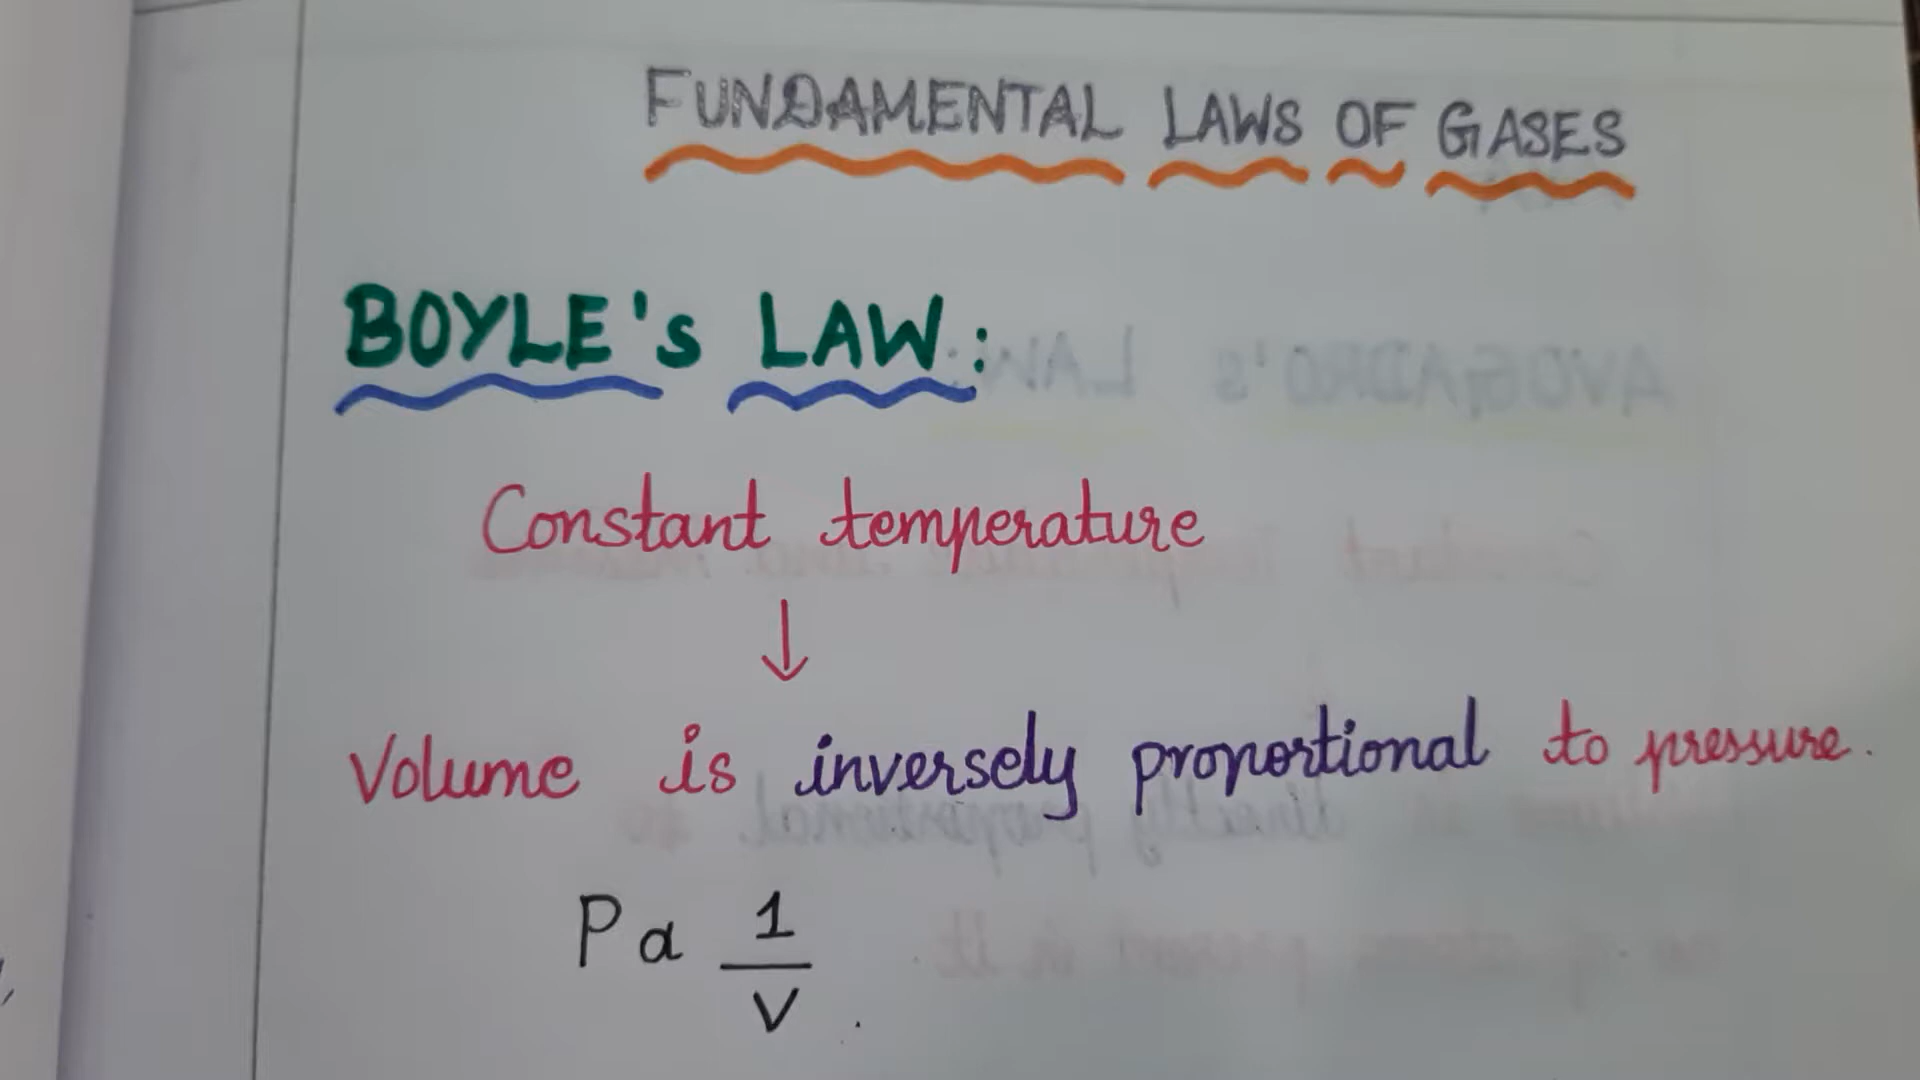 FUNDAMENTAL LAWS OF GASES
BOYLE's LAW:
Constant temperature
↓
Volume is inversely proportional to pressure.
P α 1/V.